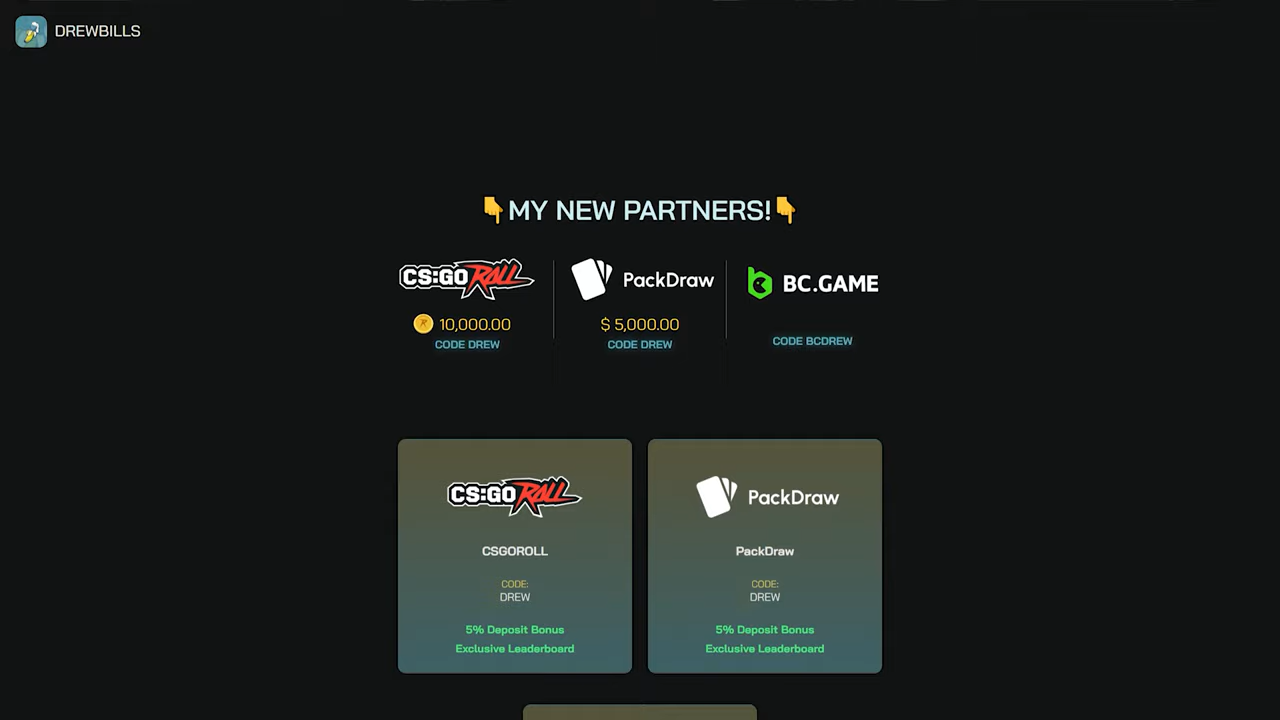 DREWBILLS
👇MY NEW PARTNERS!👇
CS:GO ROLL
PackDraw
BC.GAME
10,000.00
$ 5,000.00
CODE DREW
CODE DREW
CODE BCDREW
CS:GO ROLL
PackDraw
CSGOROLL
PackDraw
CODE:
DREW
CODE:
DREW
5% Deposit Bonus
Exclusive Leaderboard
5% Deposit Bonus
Exclusive Leaderboard